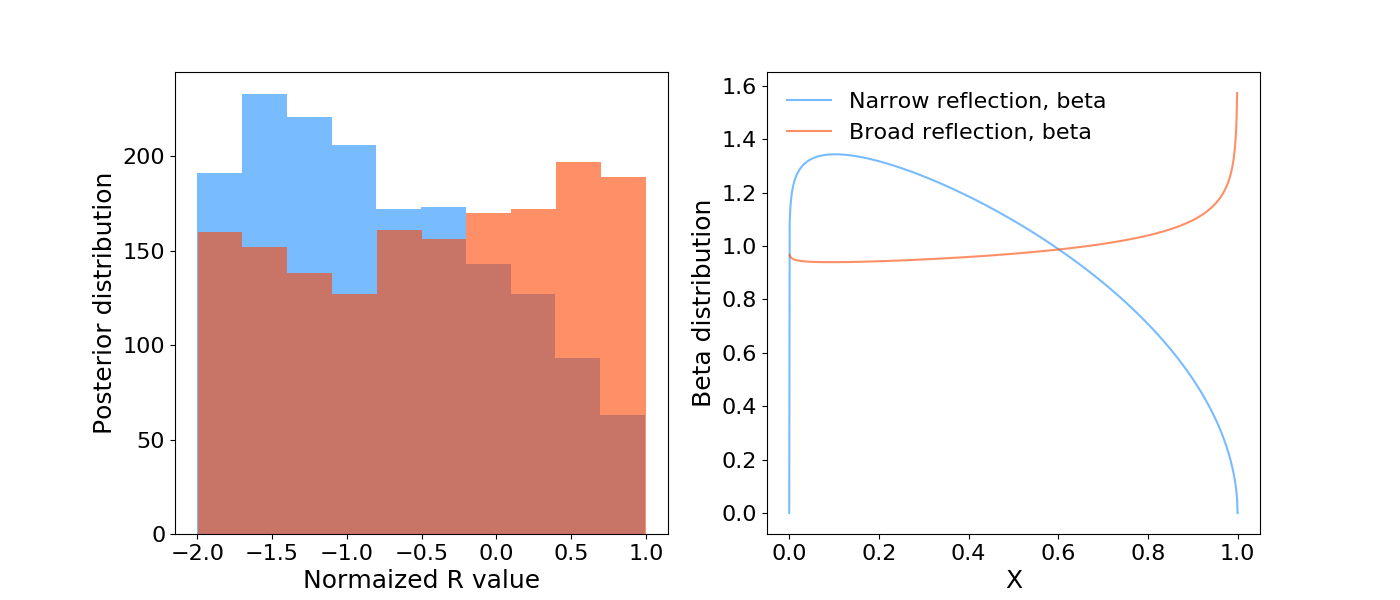 Posterior distribution
200
150
100
50
0
−2.0 −1.5 −1.0 −0.5 0.0 0.5 1.0
Normaized R value
Beta distribution
1.6
1.4
1.2
1.0
0.8
0.6
0.4
0.2
0.0
Narrow reflection, beta
Broad reflection, beta
0.0 0.2 0.4 0.6 0.8 1.0
X